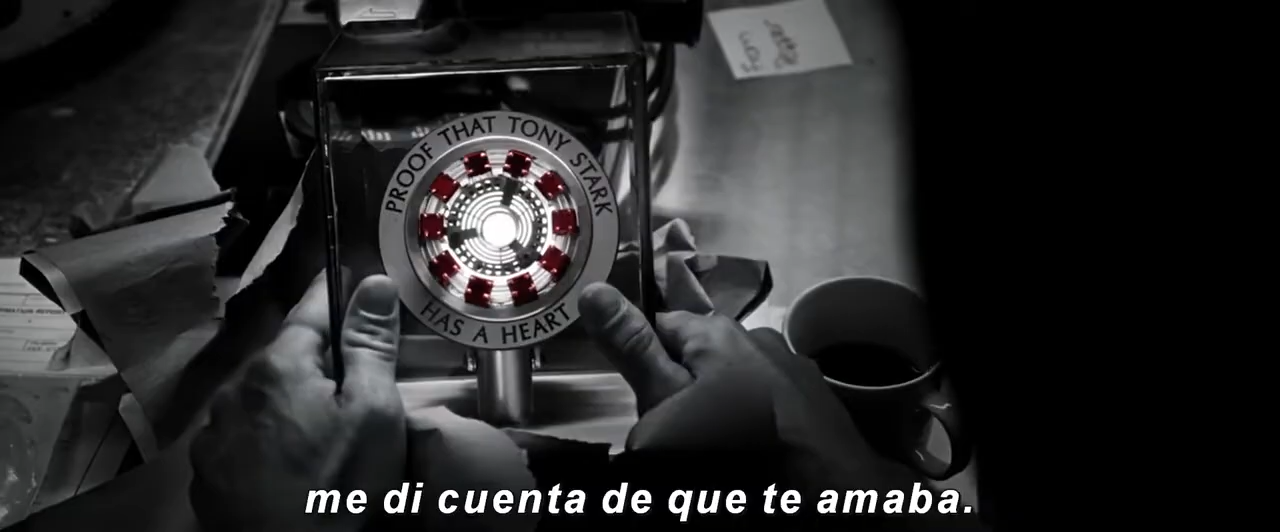 PROOF THAT TONY STARK
HAS A HEART
me di cuenta de que te amaba.